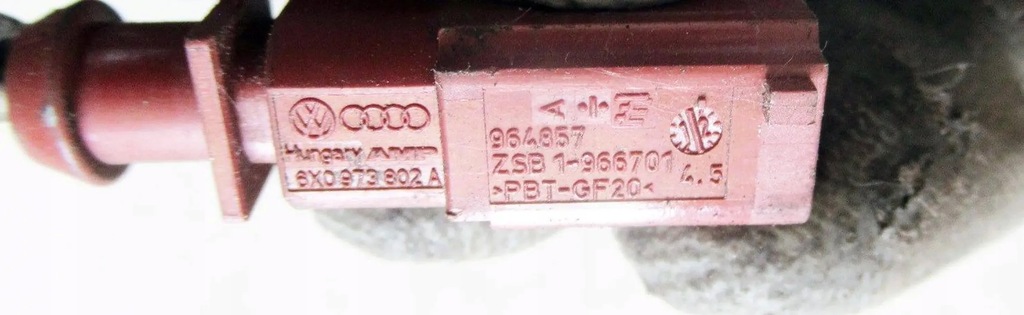 Hungary AMP
6X0 973 802 A
A
964857
ZSB 1-966701
>PBT-GF20<
4.5